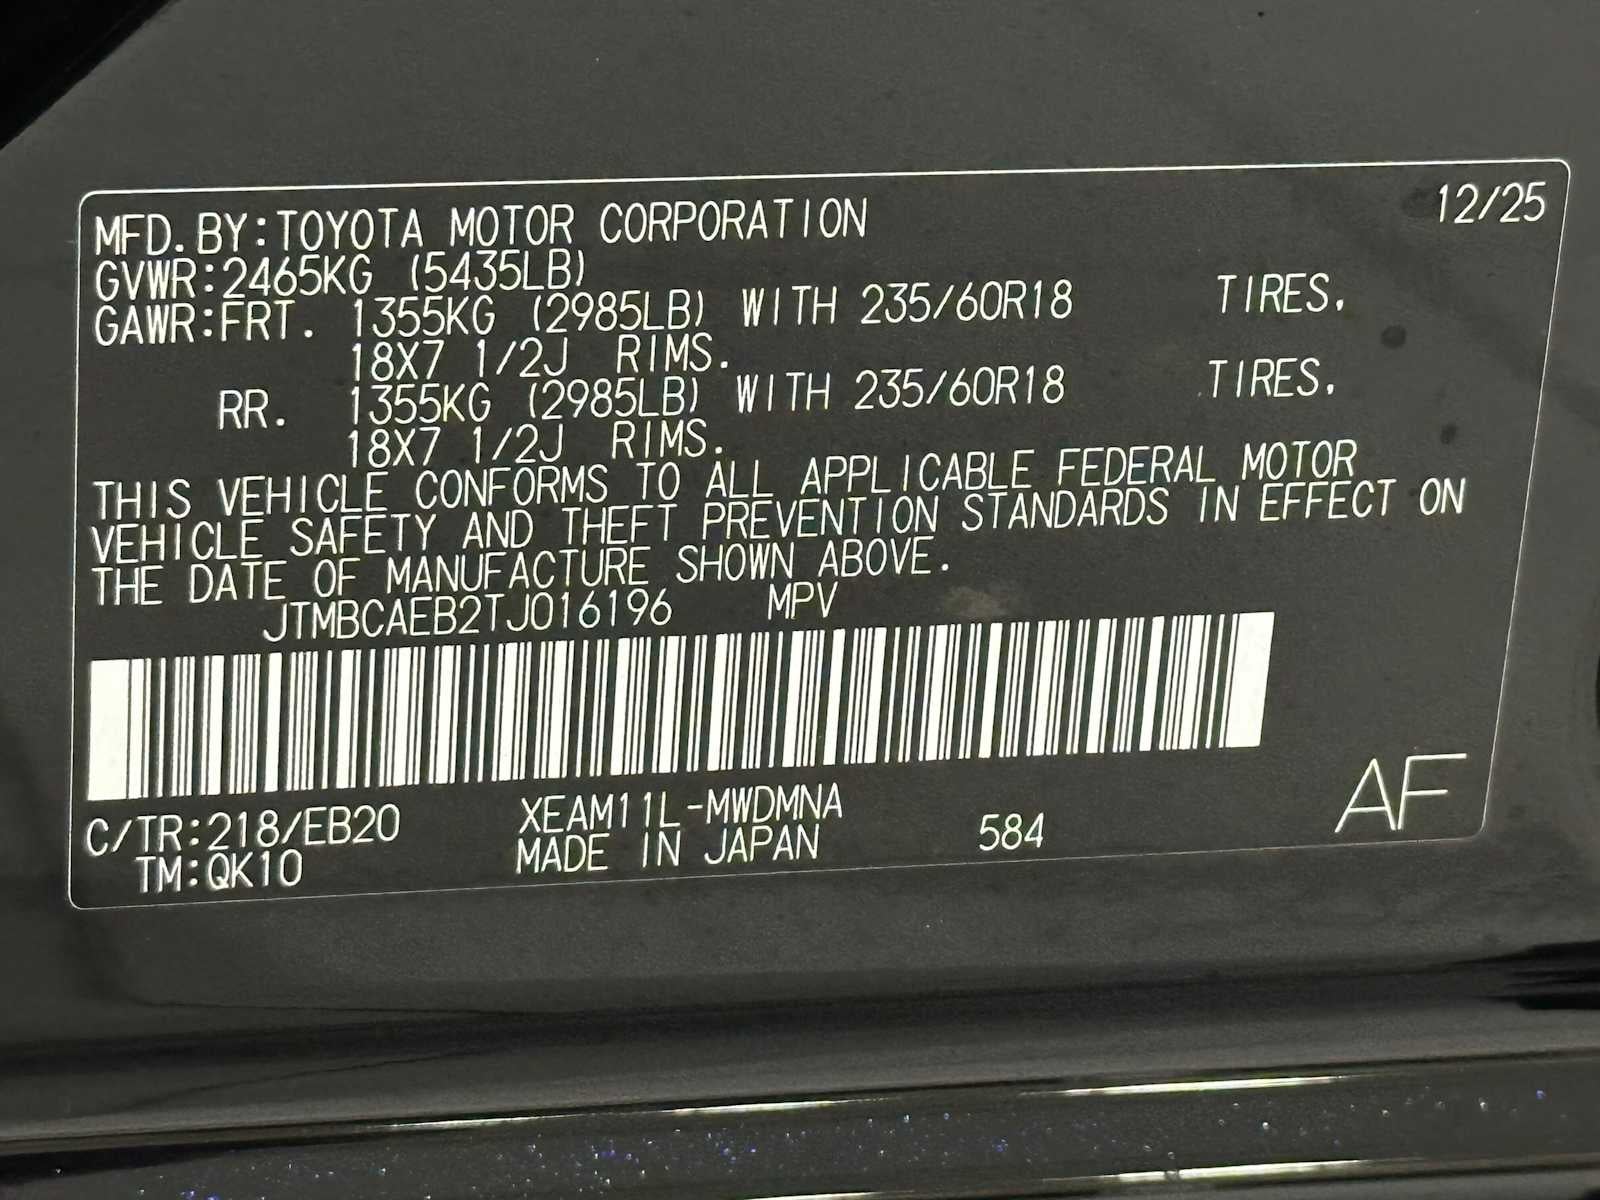 12/25
MFD.BY:TOYOTA MOTOR CORPORATION
GVWR:2465KG (5435LB)
GAWR:FRT. 1355KG (2985LB) WITH 235/60R18 TIRES,
18X7 1/2J RIMS.
RR. 1355KG (2985LB) WITH 235/60R18 TIRES,
18X7 1/2J RIMS.
THIS VEHICLE CONFORMS TO ALL APPLICABLE FEDERAL MOTOR
VEHICLE SAFETY AND THEFT PREVENTION STANDARDS IN EFFECT ON
THE DATE OF MANUFACTURE SHOWN ABOVE.
JTMBCAEB2TJ016196 MPV
C/TR:218/EB20 XEAM11L-MWDMNA
TM:QK10 MADE IN JAPAN 584
AF